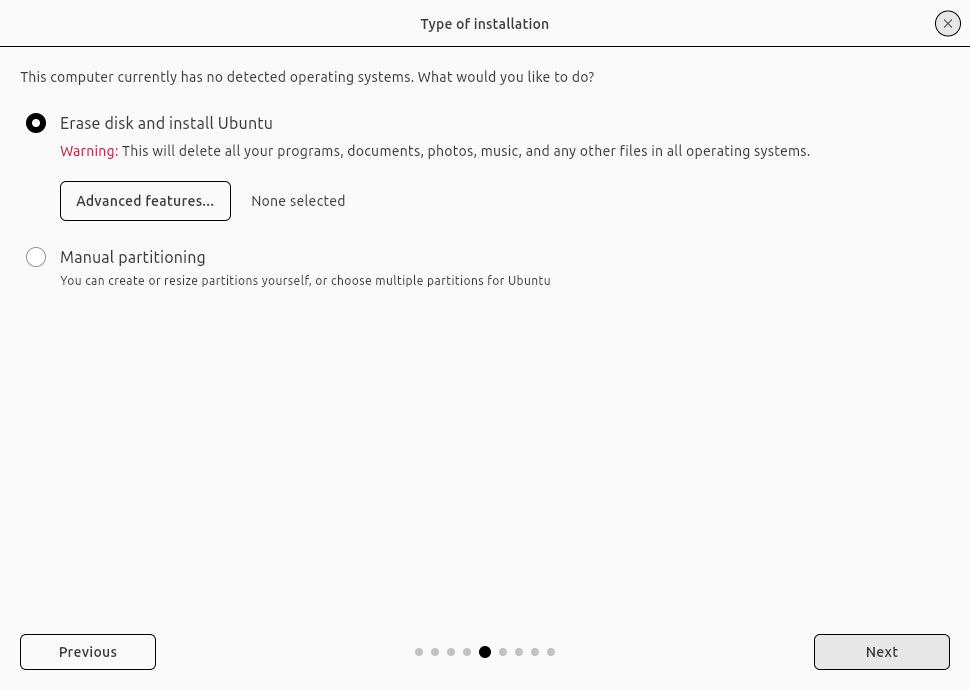 Type of installation
This computer currently has no detected operating systems. What would you like to do?
Erase disk and install Ubuntu
Warning: This will delete all your programs, documents, photos, music, and any other files in all operating systems.
Advanced features... None selected
Manual partitioning
You can create or resize partitions yourself, or choose multiple partitions for Ubuntu
Previous Next